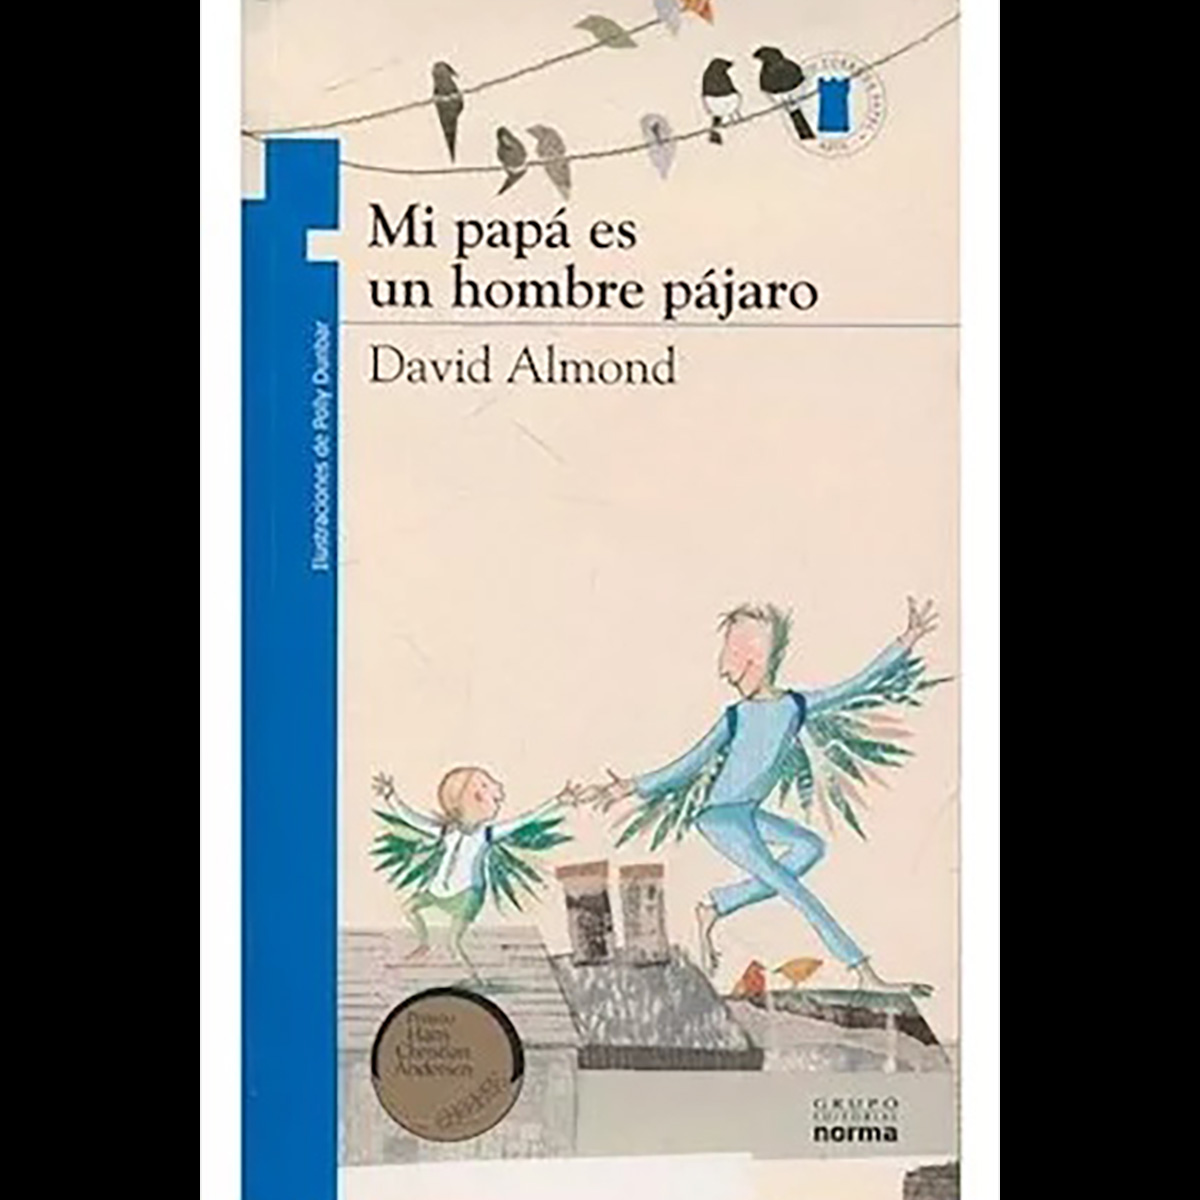 Mi papá es
un hombre pájaro
David Almond
Ilustraciones de Polly Dunbar
Premio
Hans
Christian
Andersen
GRUPO
EDITORIAL
norma